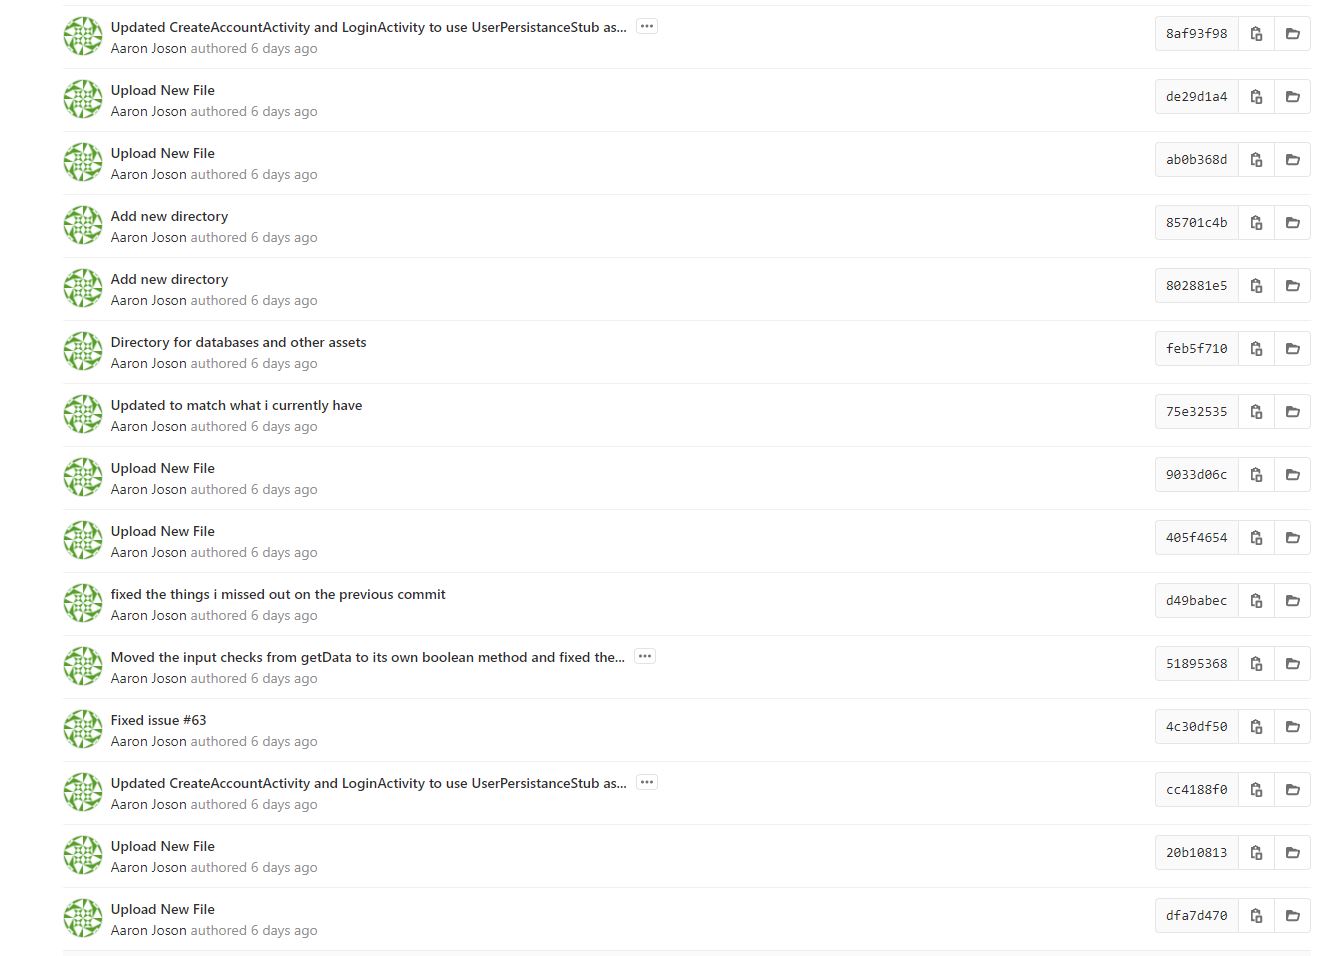 Updated CreateAccountActivity and LoginActivity to use UserPersistanceStub as...
Aaron Joson authored 6 days ago
8af93f98
Upload New File
Aaron Joson authored 6 days ago
de29d1a4
Upload New File
Aaron Joson authored 6 days ago
ab0b368d
Add new directory
Aaron Joson authored 6 days ago
85701c4b
Add new directory
Aaron Joson authored 6 days ago
802881e5
Directory for databases and other assets
Aaron Joson authored 6 days ago
feb5f710
Updated to match what i currently have
Aaron Joson authored 6 days ago
75e32535
Upload New File
Aaron Joson authored 6 days ago
9033d06c
Upload New File
Aaron Joson authored 6 days ago
405f4654
fixed the things i missed out on the previous commit
Aaron Joson authored 6 days ago
d49babec
Moved the input checks from getData to its own boolean method and fixed the...
Aaron Joson authored 6 days ago
51895368
Fixed issue #63
Aaron Joson authored 6 days ago
4c30df50
Updated CreateAccountActivity and LoginActivity to use UserPersistanceStub as...
Aaron Joson authored 6 days ago
cc4188f0
Upload New File
Aaron Joson authored 6 days ago
20b10813
Upload New File
Aaron Joson authored 6 days ago
dfa7d470